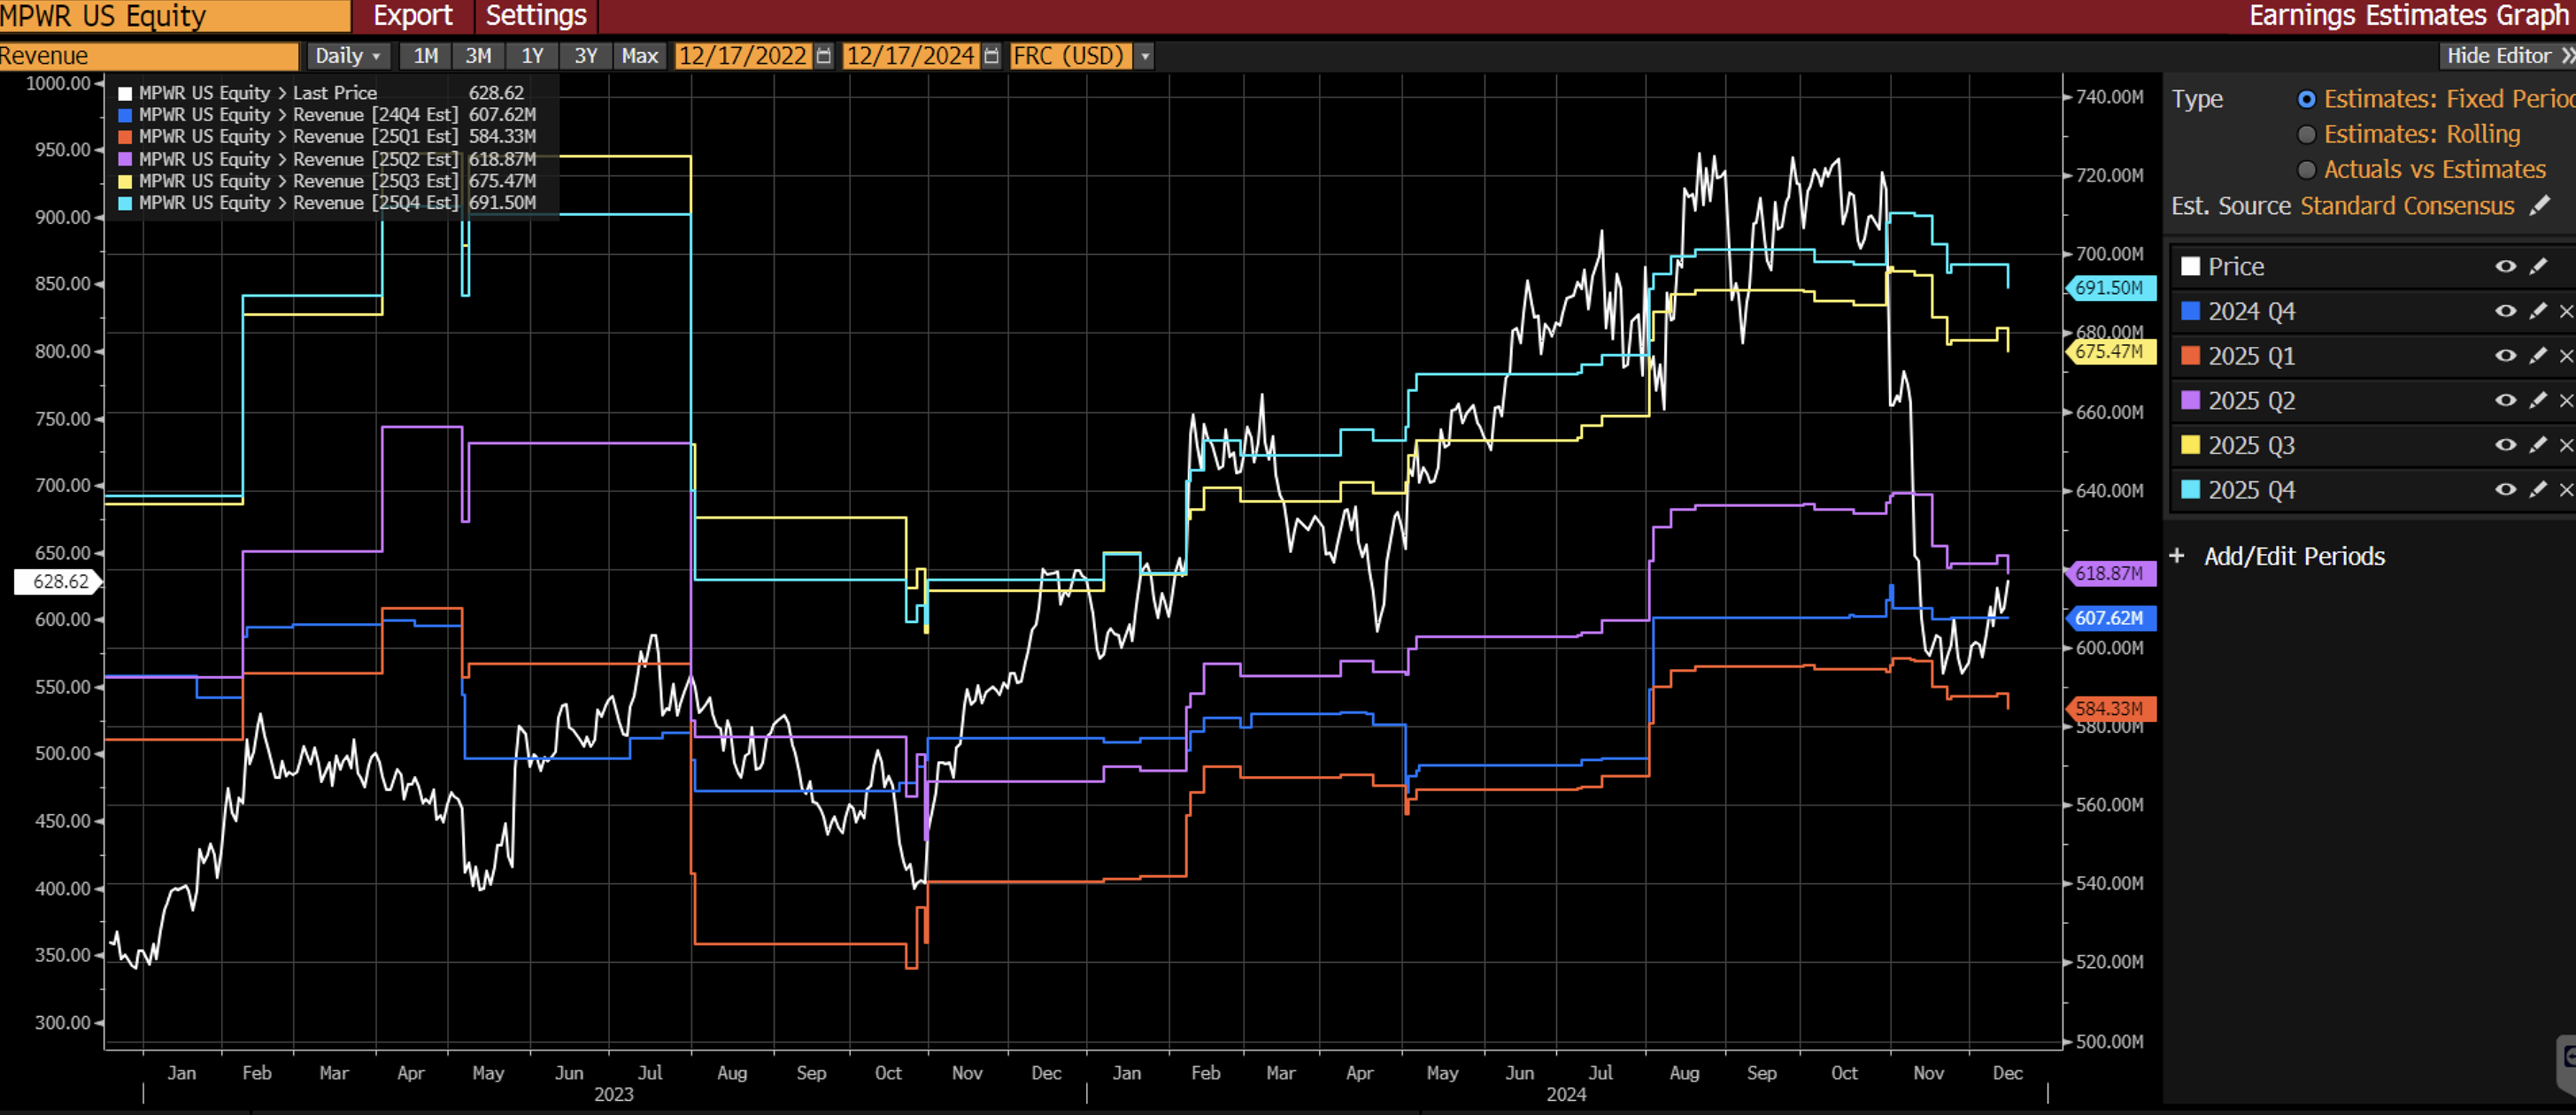 MPWR US Equity Export Settings Earnings Estimates Graph
Revenue Daily 1M 3M 1Y 3Y Max 12/17/2022 12/17/2024 FRC (USD) Hide Editor
MPWR US Equity > Last Price 628.62
MPWR US Equity > Revenue [24Q4 Est] 607.62M
MPWR US Equity > Revenue [25Q1 Est] 584.33M
MPWR US Equity > Revenue [25Q2 Est] 618.87M
MPWR US Equity > Revenue [25Q3 Est] 675.47M
MPWR US Equity > Revenue [25Q4 Est] 691.50M
1000.00
950.00
900.00
850.00
800.00
750.00
700.00
650.00
628.62
600.00
550.00
500.00
450.00
400.00
350.00
300.00
740.00M
720.00M
700.00M
691.50M
680.00M
675.47M
660.00M
640.00M
618.87M
607.62M
600.00M
584.33M
580.00M
560.00M
540.00M
520.00M
500.00M
Jan Feb Mar Apr May Jun Jul Aug Sep Oct Nov Dec Jan Feb Mar Apr May Jun Jul Aug Sep Oct Nov Dec
2023 2024
Type Estimates: Fixed Perioc
Estimates: Rolling
Actuals vs Estimates
Est. Source Standard Consensus
Price
2024 Q4
2025 Q1
2025 Q2
2025 Q3
2025 Q4
+ Add/Edit Periods